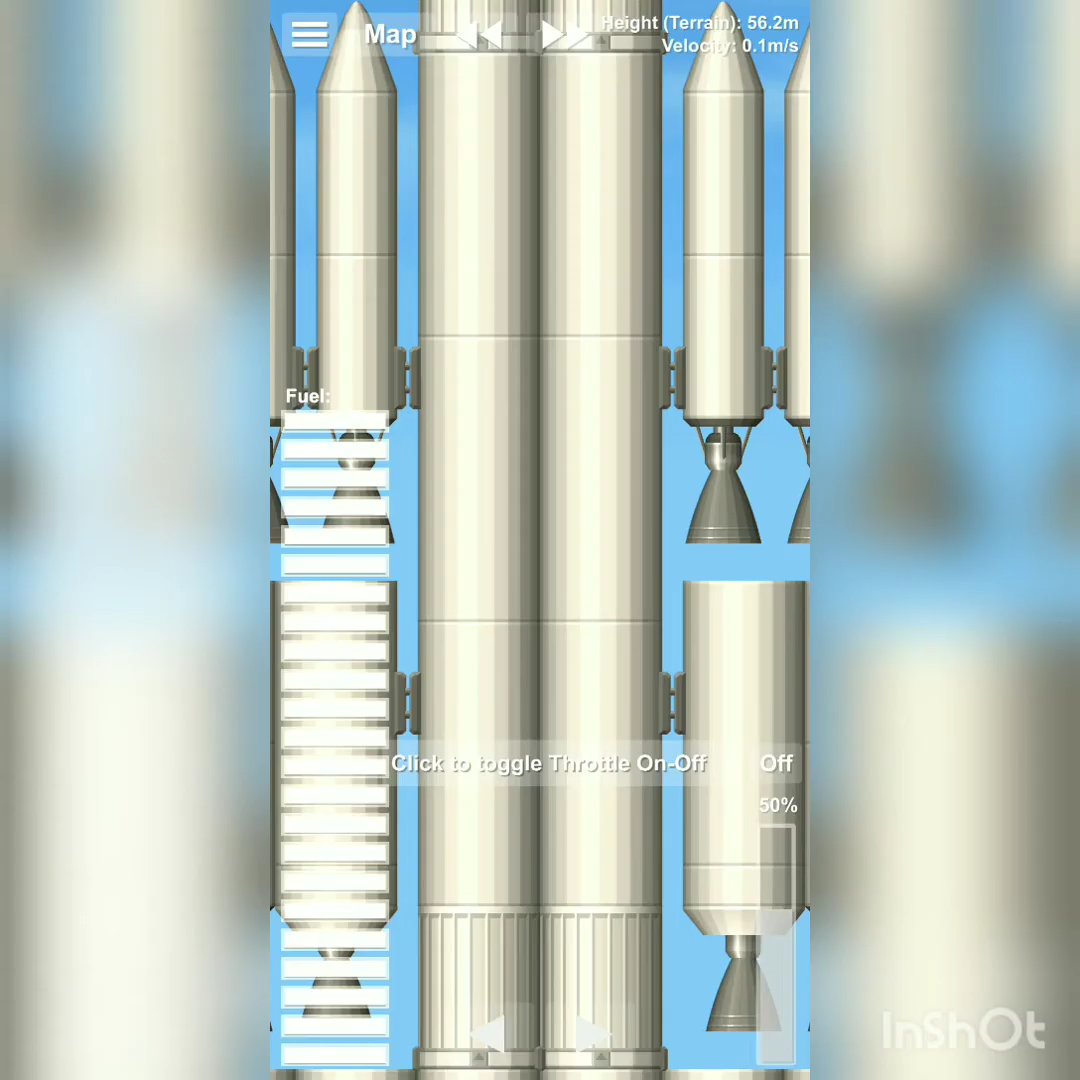 Map
Height (Terrain): 56.2m
Velocity: 0.1m/s
Fuel:
Click to toggle Throttle On-Off
Off
50%
InShOt